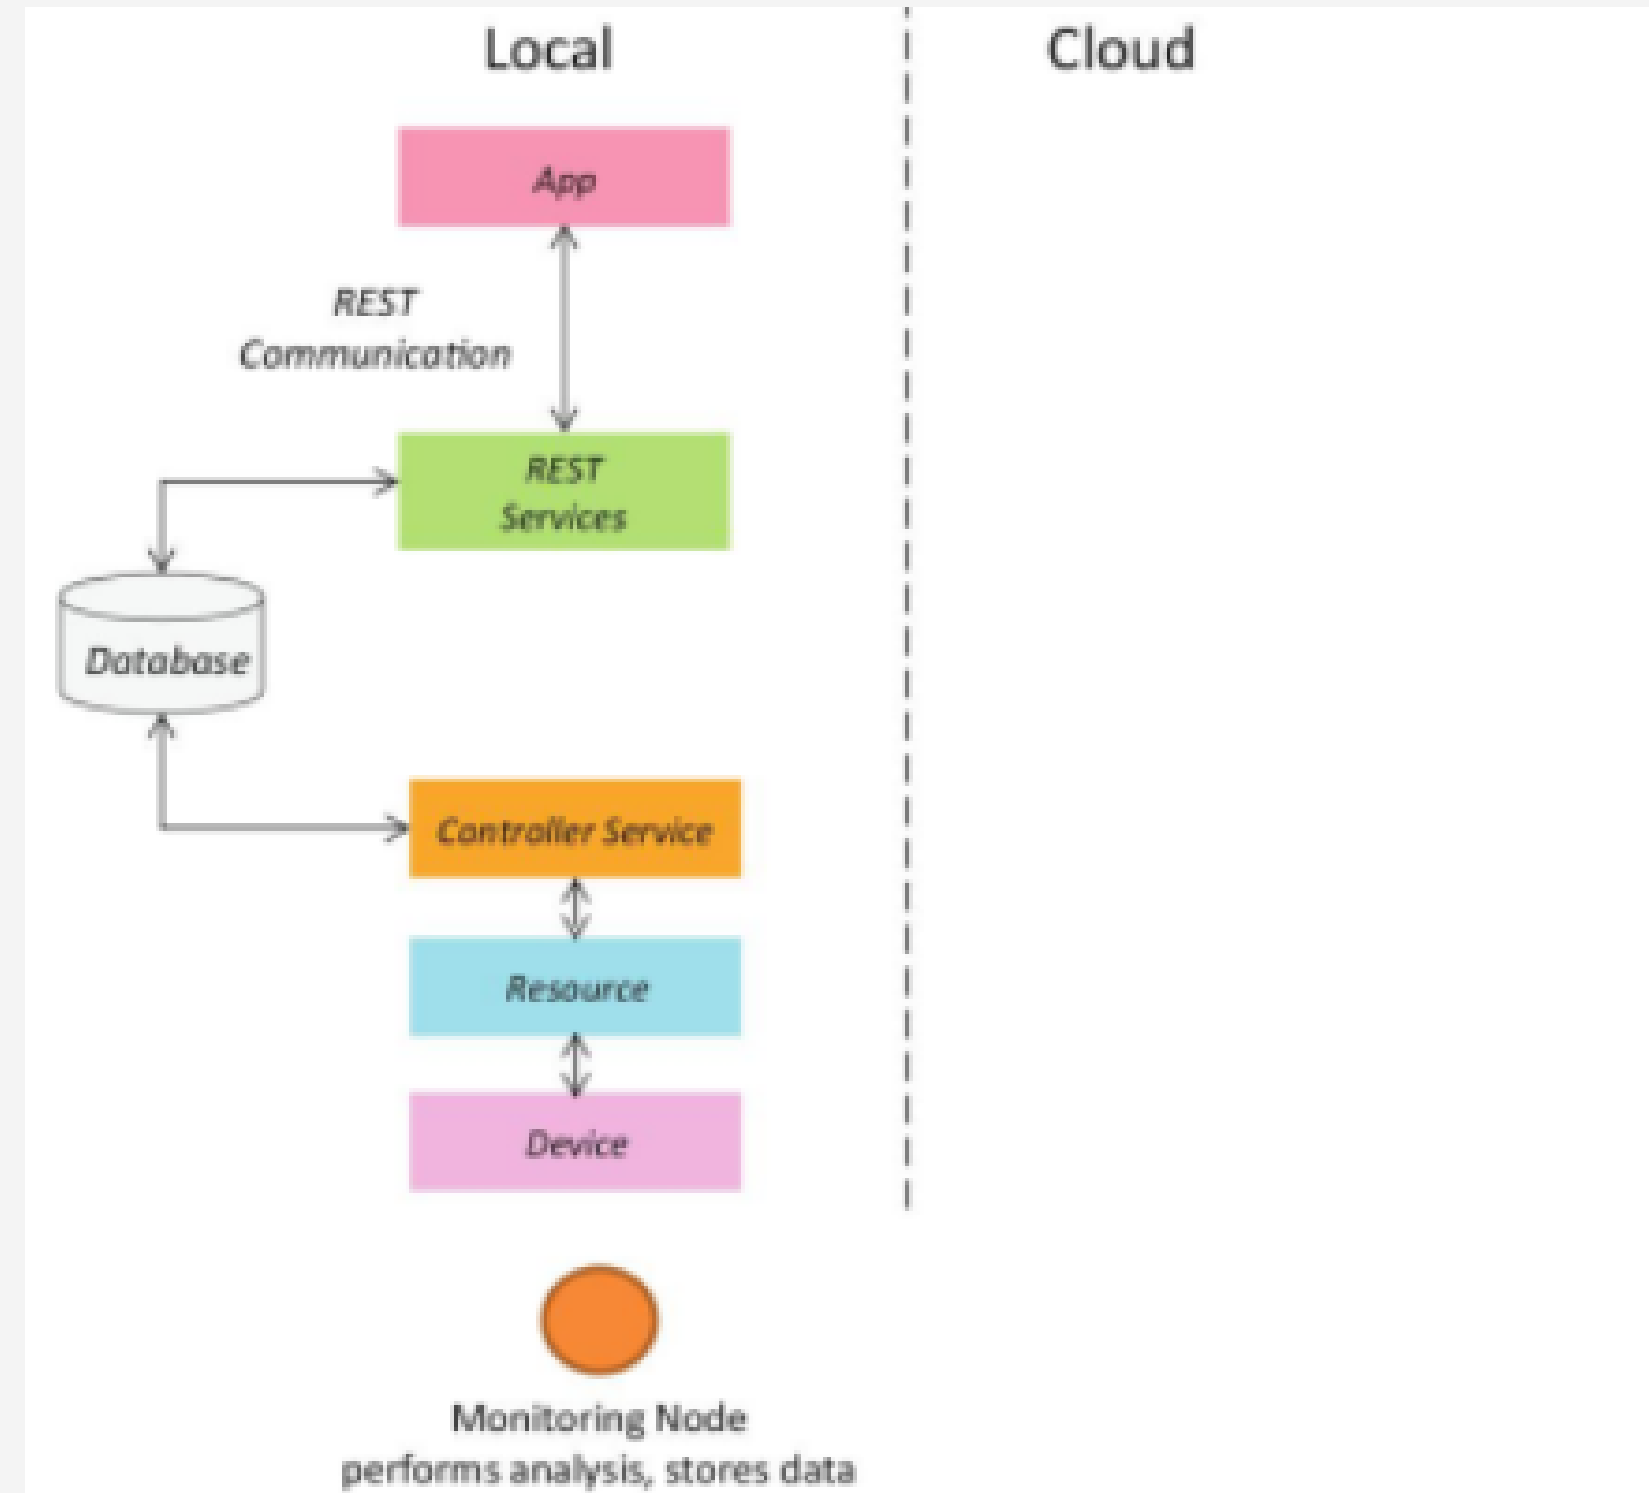 Local
Cloud
App
REST
Communication
REST
Services
Database
Controller Service
Resource
Device
Monitoring Node
performs analysis, stores data